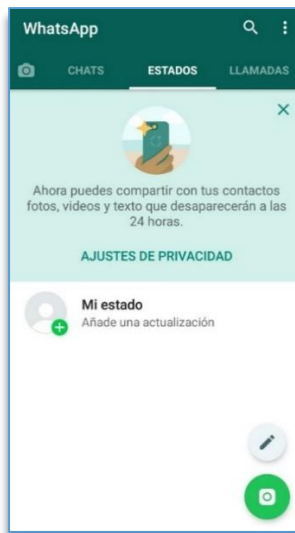 WhatsApp
CHATS ESTADOS LLAMADAS
Ahora puedes compartir con tus contactos
fotos, videos y texto que desaparecerán a las
24 horas.
AJUSTES DE PRIVACIDAD
Mi estado
Añade una actualización